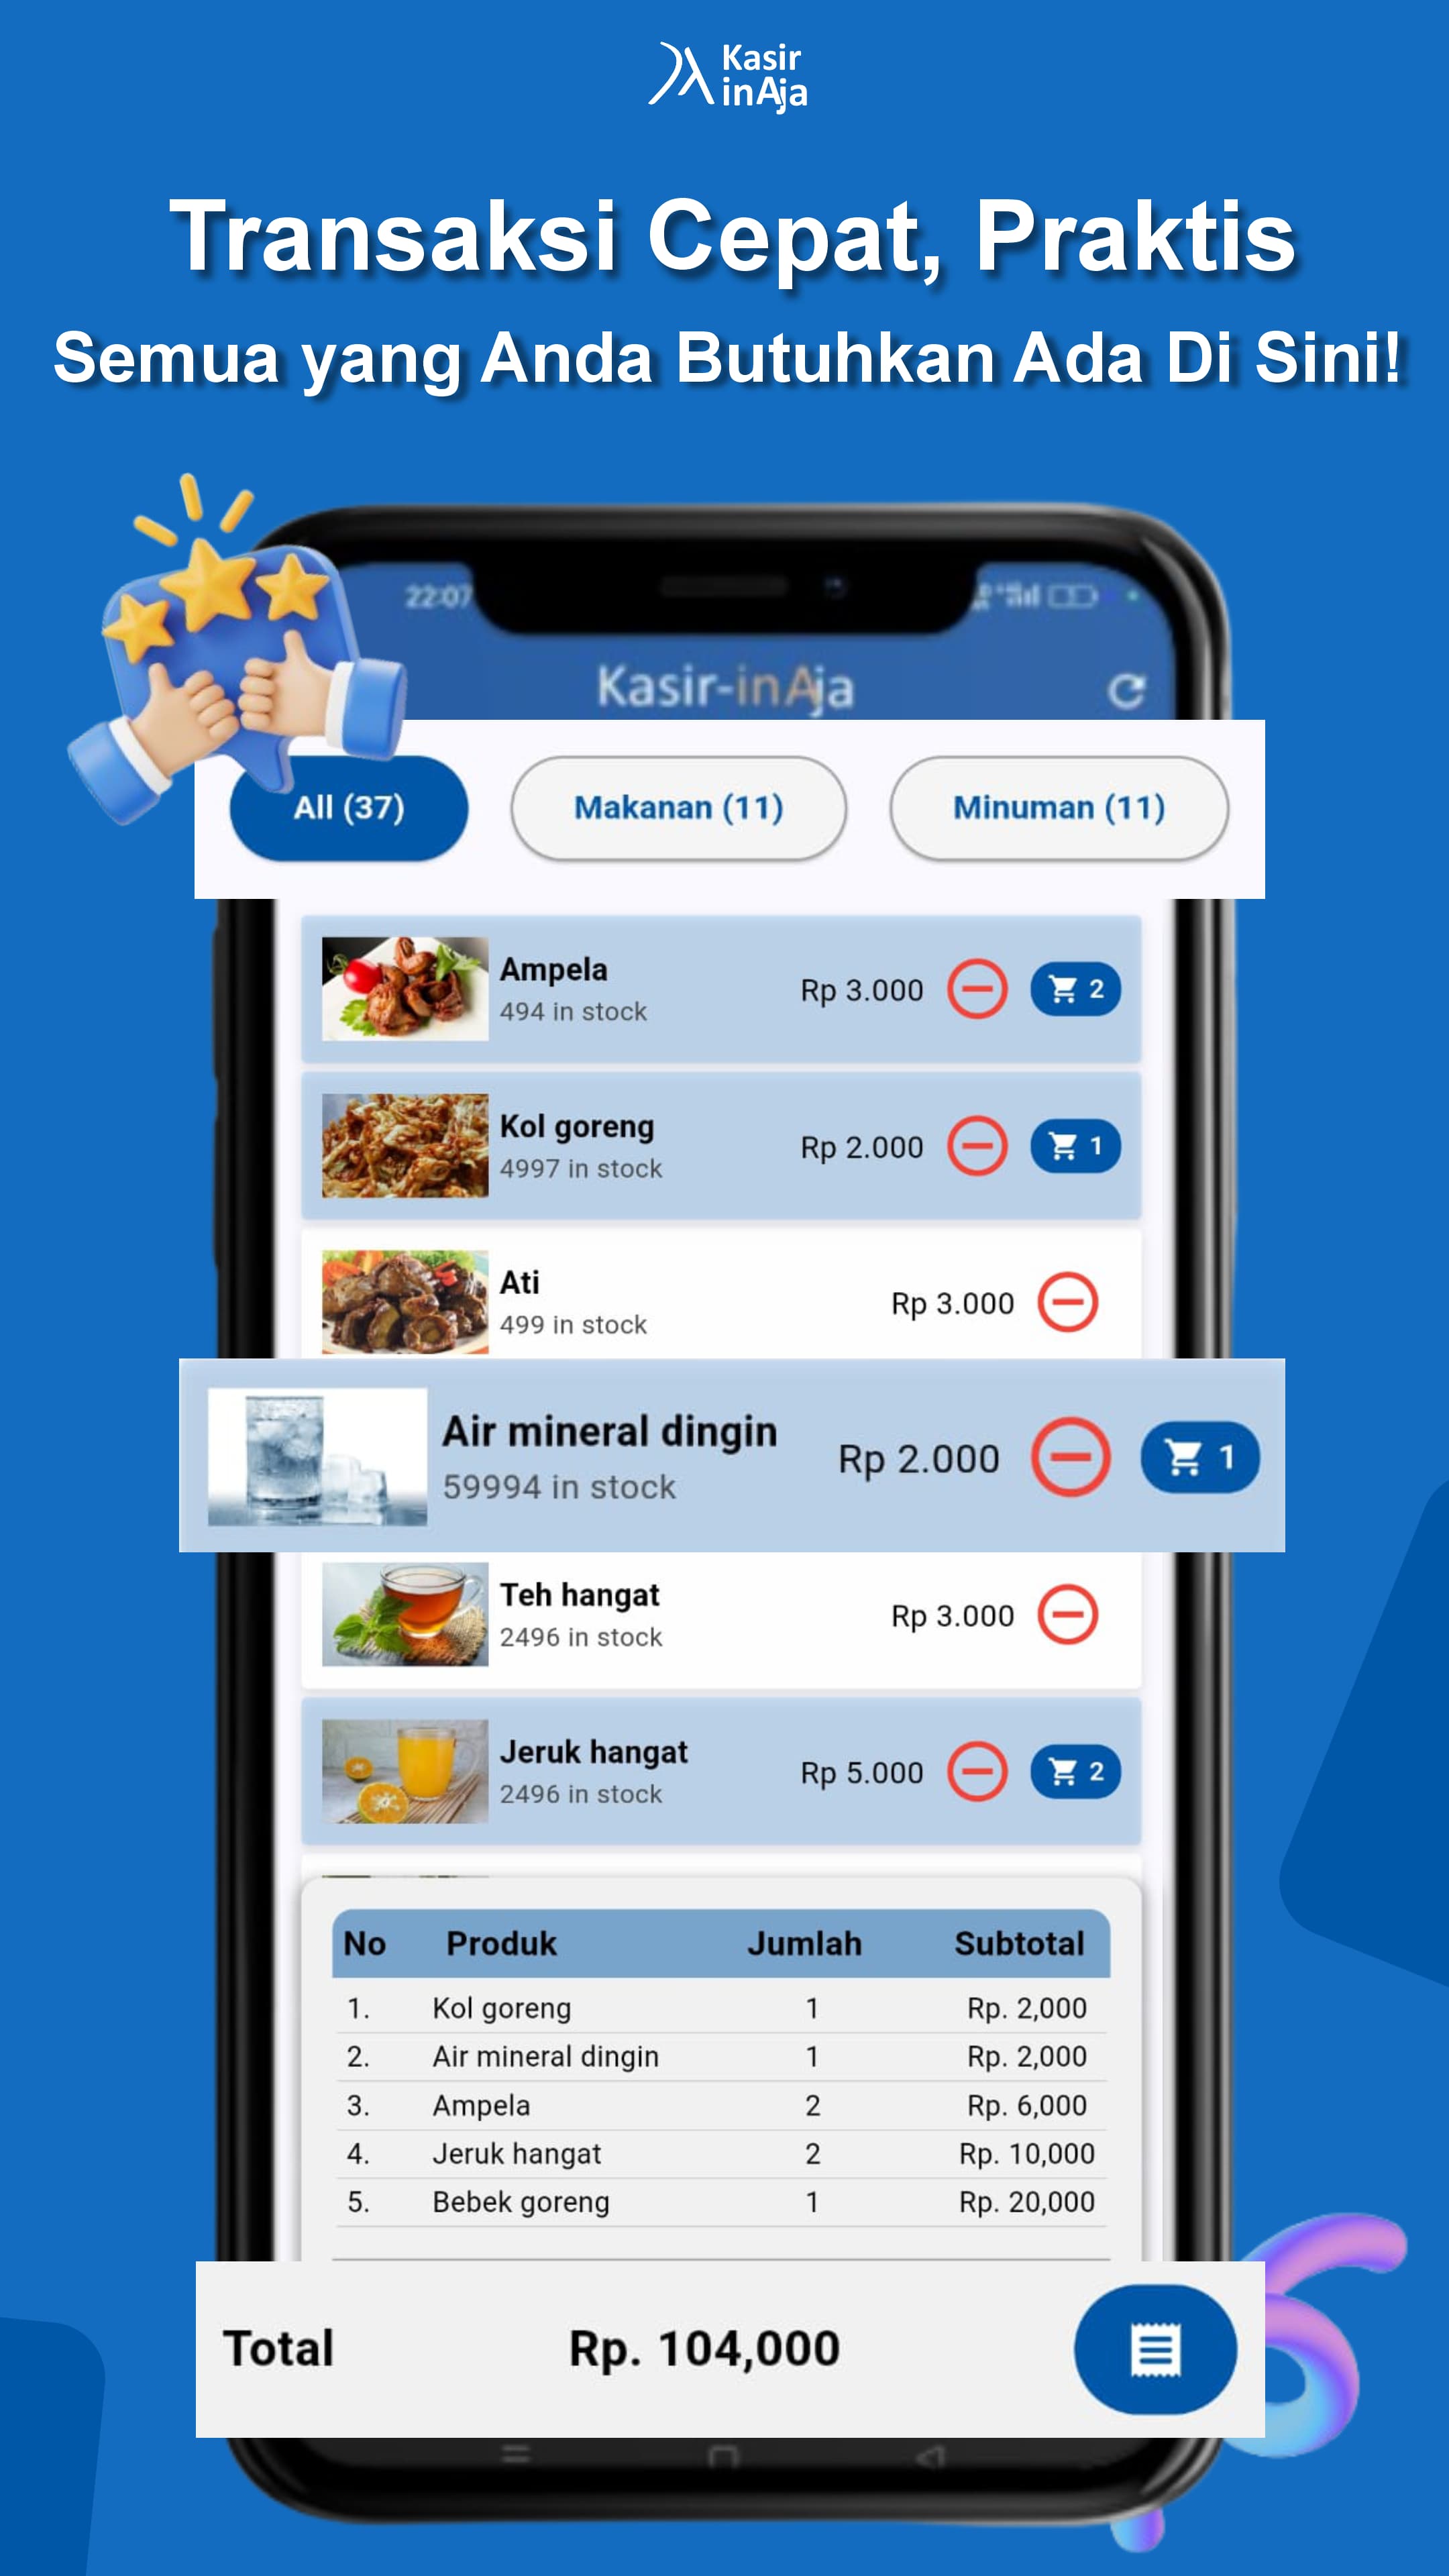 Kasir
inAja
Transaksi Cepat, Praktis
Semua yang Anda Butuhkan Ada Di Sini!
22:07
Kasir-inAja
All (37) Makanan (11) Minuman (11)
Ampela
494 in stock
Rp 3.000
2
Kol goreng
4997 in stock
Rp 2.000
1
Ati
499 in stock
Rp 3.000
Air mineral dingin
59994 in stock
Rp 2.000
1
Teh hangat
2496 in stock
Rp 3.000
Jeruk hangat
2496 in stock
Rp 5.000
2
No Produk Jumlah Subtotal
1. Kol goreng 1 Rp. 2,000
2. Air mineral dingin 1 Rp. 2,000
3. Ampela 2 Rp. 6,000
4. Jeruk hangat 2 Rp. 10,000
5. Bebek goreng 1 Rp. 20,000
Total Rp. 104,000